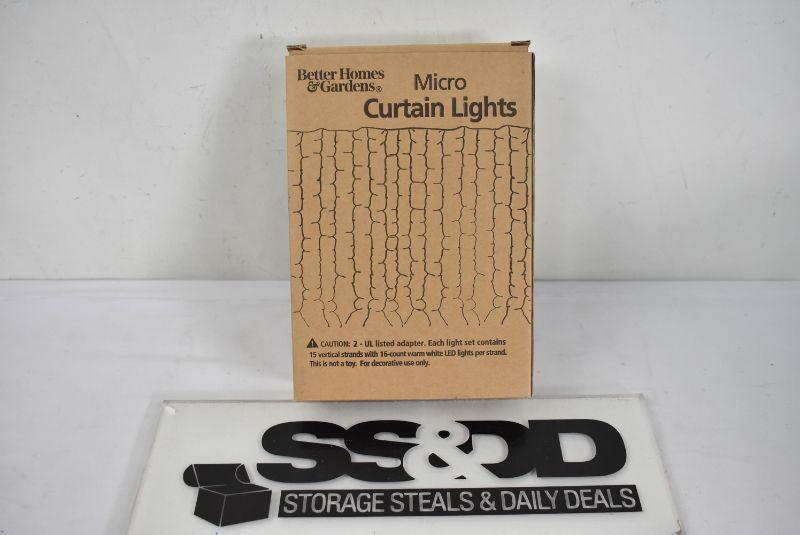 Better Homes
& Gardens®
Micro
Curtain Lights
CAUTION: 2 - UL listed adapter. Each light set contains
15 vertical strands with 16-count warm white LED lights per strand.
This is not a toy. For decorative use only.
SS&DD
STORAGE STEALS & DAILY DEALS